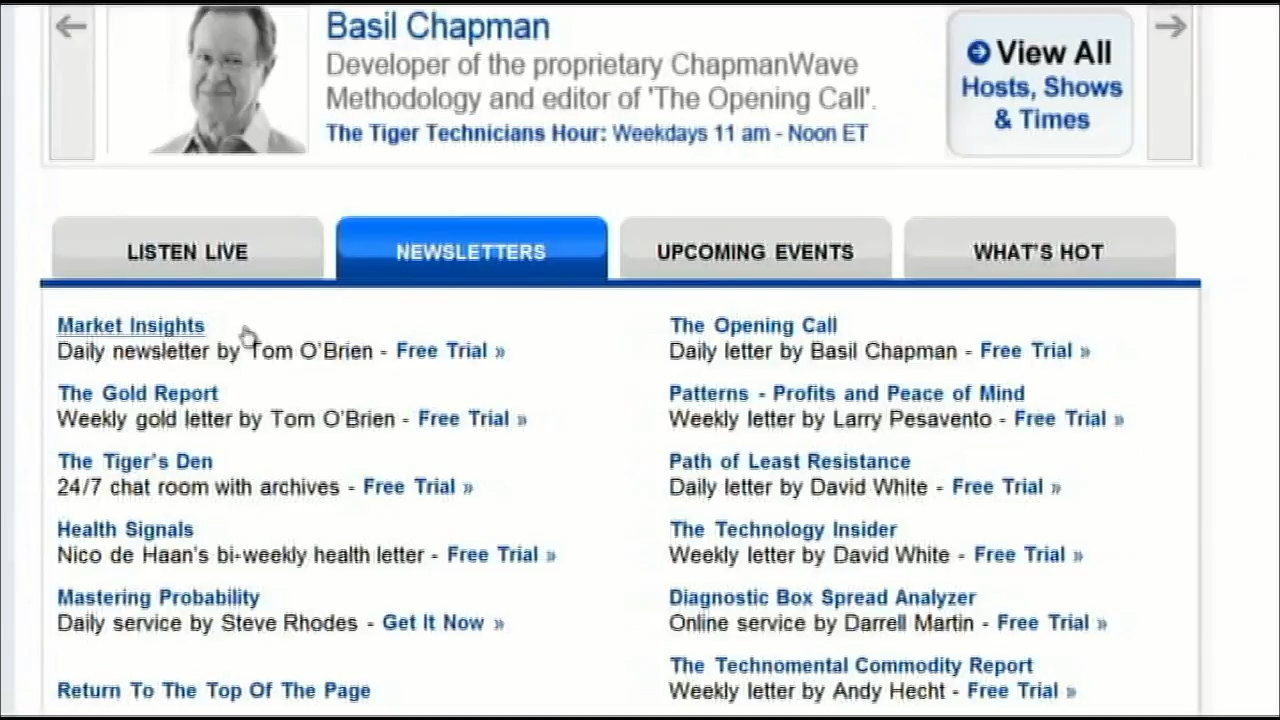 Basil Chapman
Developer of the proprietary ChapmanWave
Methodology and editor of 'The Opening Call'.
The Tiger Technicians Hour: Weekdays 11 am - Noon ET
View All
Hosts, Shows
& Times
LISTEN LIVE
NEWSLETTERS
UPCOMING EVENTS
WHAT'S HOT
Market Insights
Daily newsletter by Tom O'Brien - Free Trial »
The Gold Report
Weekly gold letter by Tom O'Brien - Free Trial »
The Tiger's Den
24/7 chat room with archives - Free Trial »
Health Signals
Nico de Haan's bi-weekly health letter - Free Trial »
Mastering Probability
Daily service by Steve Rhodes - Get It Now »
Return To The Top Of The Page
The Opening Call
Daily letter by Basil Chapman - Free Trial »
Patterns - Profits and Peace of Mind
Weekly letter by Larry Pesavento - Free Trial »
Path of Least Resistance
Daily letter by David White - Free Trial »
The Technology Insider
Weekly letter by David White - Free Trial »
Diagnostic Box Spread Analyzer
Online service by Darrell Martin - Free Trial »
The Technomental Commodity Report
Weekly letter by Andy Hecht - Free Trial »